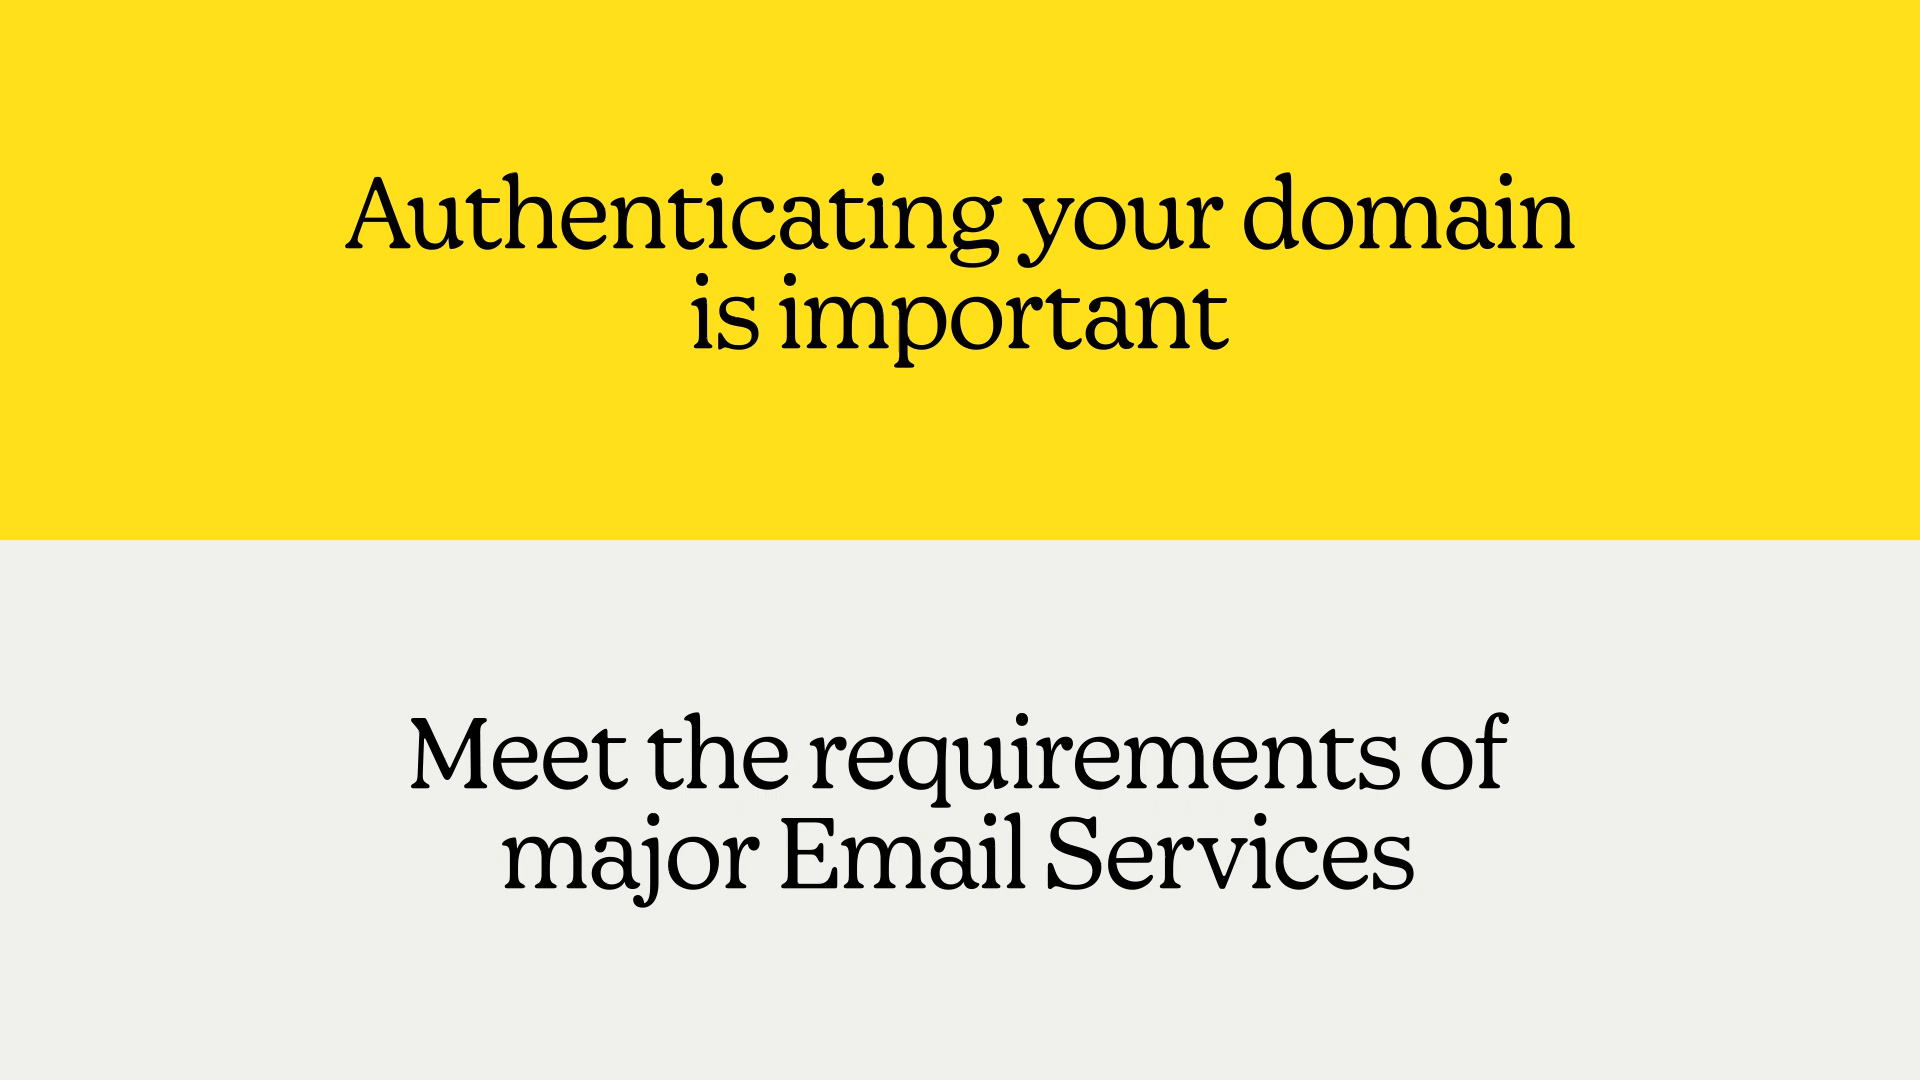 Authenticating your domain
is important
Meet the requirements of
major Email Services